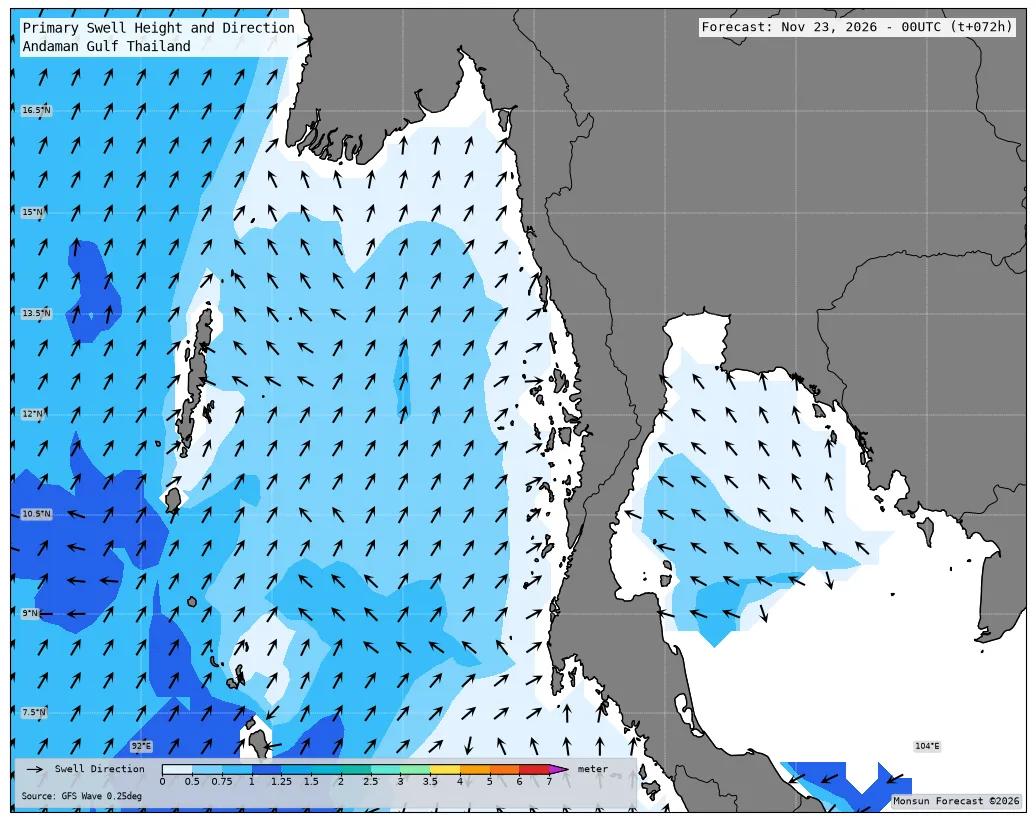 Primary Swell Height and Direction
Andaman Gulf Thailand
Forecast: Nov 23, 2026 - 00UTC (t+072h)
16.5°N
15°N
13.5°N
12°N
10.5°N
9°N
7.5°N
92°E
104°E
Swell Direction
meter
0 0.5 0.75 1 1.25 1.5 2 2.5 3 3.5 4 5 6 7
Source: GFS Wave 0.25deg
Monsun Forecast ©2026